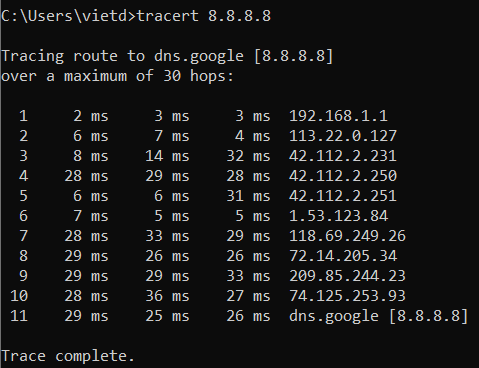 C:\Users\vietd>tracert 8.8.8.8
Tracing route to dns.google [8.8.8.8]
over a maximum of 30 hops:
1 2 ms 3 ms 3 ms 192.168.1.1
2 6 ms 7 ms 4 ms 113.22.0.127
3 8 ms 14 ms 32 ms 42.112.2.231
4 28 ms 29 ms 28 ms 42.112.2.250
5 6 ms 6 ms 31 ms 42.112.2.251
6 7 ms 5 ms 5 ms 1.53.123.84
7 28 ms 33 ms 29 ms 118.69.249.26
8 29 ms 26 ms 26 ms 72.14.205.34
9 29 ms 29 ms 33 ms 209.85.244.23
10 28 ms 36 ms 27 ms 74.125.253.93
11 29 ms 25 ms 26 ms dns.google [8.8.8.8]
Trace complete.